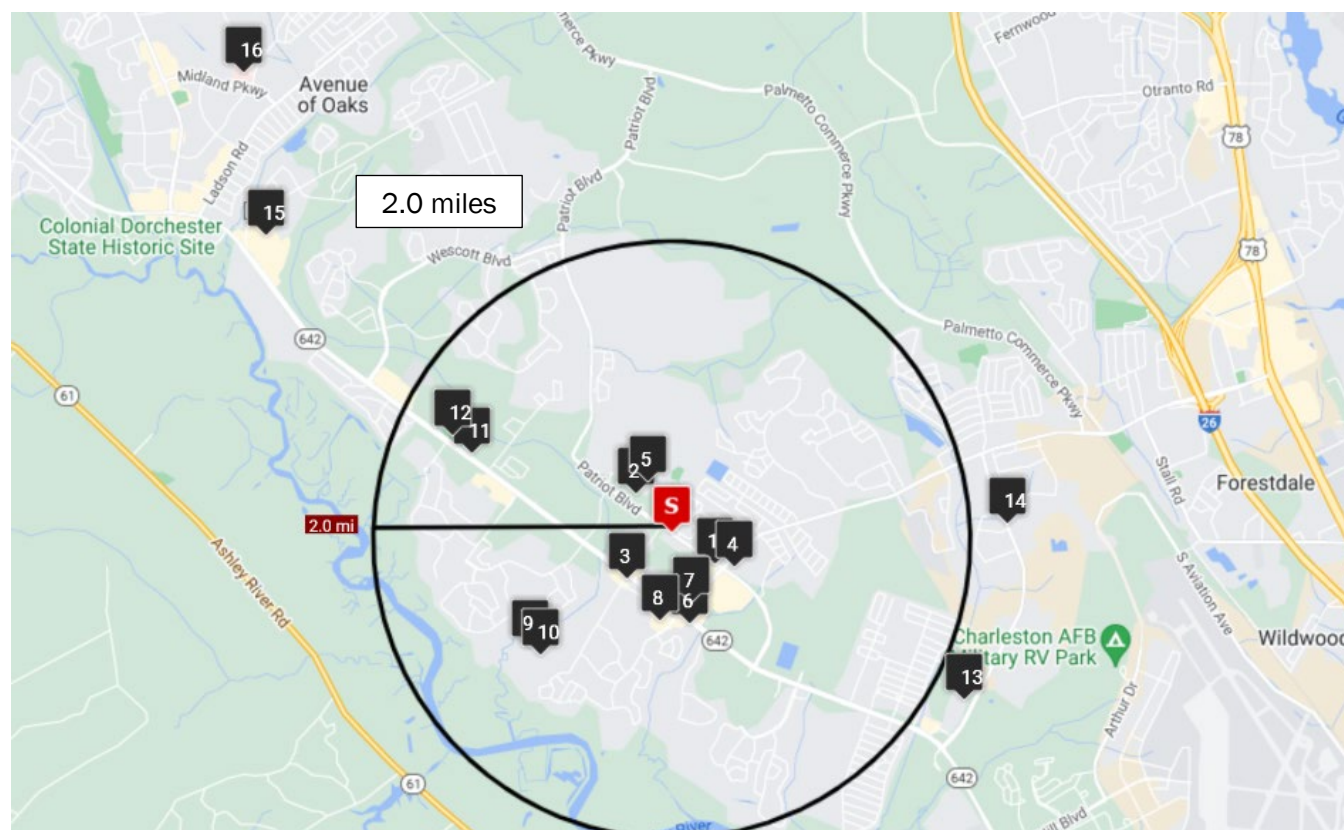 16
Midland Pkwy
Avenue
of Oaks
Ladson Rd
15
Colonial Dorchester
State Historic Site
2.0 miles
Patriot Blvd
Palmetto Commerce Pkwy
Fernwood
Otranto Rd
78
78
Patriot Blvd
Wescott Blvd
642
61
Palmetto Commerce Pkwy
12
11
26
2
5
Patriot Blvd
S
14
Stall Rd
Forestdale
2.0 mi
Ashley River Rd
3
1
4
7
8
6
9
10
642
S Aviation Ave
Charleston AFB
Military RV Park
Wildwood
13
Arthur Dr
61
642
River
Blvd